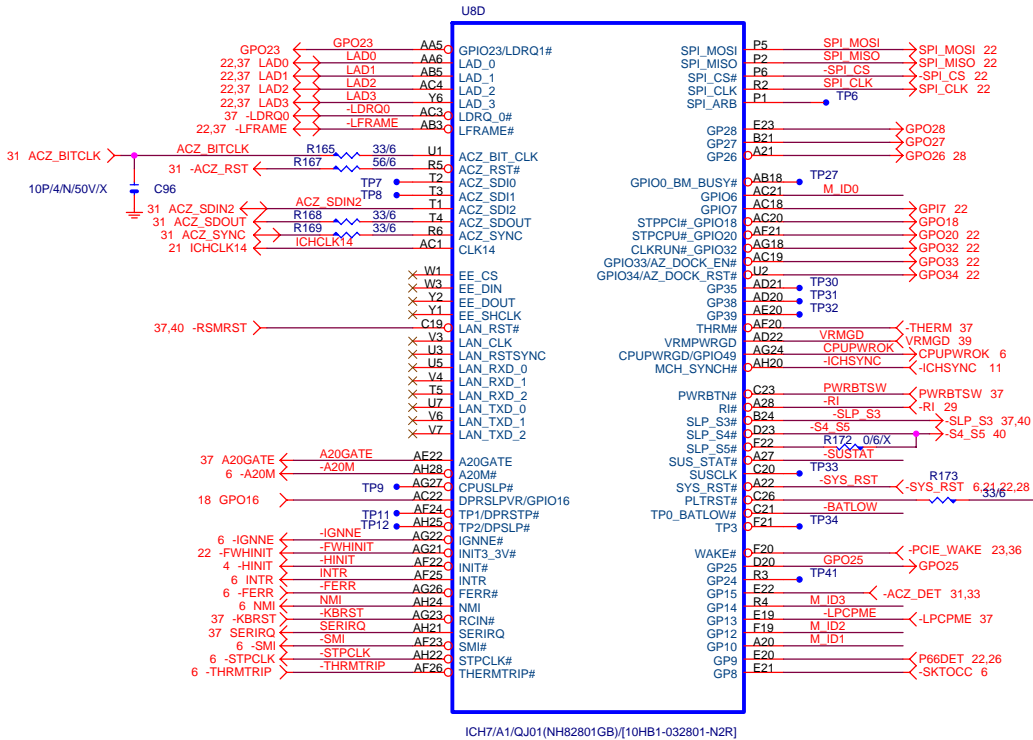 U8D
GPO23 GPO23 AA5 GPIO23/LDRQ1#
22,37 LAD0 LAD0 AA6 LAD_0
22,37 LAD1 LAD1 AB5 LAD_1
22,37 LAD2 LAD2 AC4 LAD_2
22,37 LAD3 LAD3 Y6 LAD_3
37 -LDRQ0 -LDRQ0 AC3 LDRQ_0#
22,37 -LFRAME -LFRAME AB3 LFRAME#
31 ACZ_BITCLK ACZ_BITCLK R165 33/6 U1 ACZ_BIT_CLK
31 -ACZ_RST R167 56/6 R5 ACZ_RST#
10P/4/N/50V/X C96
TP7 T2 ACZ_SDI0
TP8 T3 ACZ_SDI1
31 ACZ_SDIN2 ACZ_SDIN2 T1 ACZ_SDI2
31 ACZ_SDOUT R168 33/6 T4 ACZ_SDOUT
31 ACZ_SYNC R169 33/6 R6 ACZ_SYNC
21 ICHCLK14 ICHCLK14 AC1 CLK14
W1 EE_CS
W3 EE_DIN
Y2 EE_DOUT
Y1 EE_SHCLK
37,40 -RSMRST C19 LAN_RST#
V3 LAN_CLK
U3 LAN_RSTSYNC
U5 LAN_RXD_0
V4 LAN_RXD_1
T5 LAN_RXD_2
U7 LAN_TXD_0
V6 LAN_TXD_1
V7 LAN_TXD_2
37 A20GATE A20GATE AE22 A20GATE
6 -A20M -A20M AH28 A20M#
TP9 AG27 CPUSLP#
18 GPO16 AC22 DPRSLPVR/GPIO16
TP11 AF24 TP1/DPRSTP#
TP12 AH25 TP2/DPSLP#
6 -IGNNE -IGNNE AG22 IGNNE#
22 -FWHINIT -FWHINIT AG21 INIT3_3V#
4 -HINIT -HINIT AF22 INIT#
6 INTR INTR AF25 INTR
6 -FERR -FERR AG26 FERR#
6 NMI NMI AH24 NMI
37 -KBRST -KBRST AG23 RCIN#
37 SERIRQ SERIRQ AH21 SERIRQ
6 -SMI -SMI AF23 SMI#
6 -STPCLK -STPCLK AH22 STPCLK#
6 -THRMTRIP -THRMTRIP AF26 THERMTRIP#
SPI_MOSI P5 SPI_MOSI SPI_MOSI 22
SPI_MISO P2 SPI_MISO SPI_MISO 22
SPI_CS# P6 -SPI_CS -SPI_CS 22
SPI_CLK R2 SPI_CLK SPI_CLK 22
SPI_ARB P1 TP6
GP28 E23 GPO28
GP27 B21 GPO27
GP26 A21 GPO26 28
GPIO0_BM_BUSY# AB18 TP27
GPIO6 AC21 M_ID0
GPIO7 AC18 GPI7 22
STPPCI#_GPIO18 AC20 GPO18
STPCPU#_GPIO20 AF21 GPO20 22
CLKRUN#_GPIO32 AG18 GPO32 22
GPIO33/AZ_DOCK_EN# AC19 GPO33 22
GPIO34/AZ_DOCK_RST# U2 GPO34 22
GP35 AD21 TP30
GP38 AD20 TP31
GP39 AE20 TP32
THRM# AF20 -THERM 37
VRMPWRGD AD22 VRMGD VRMGD 39
CPUPWRGD/GPIO49 AG24 CPUPWROK CPUPWROK 6
MCH_SYNCH# AH20 -ICHSYNC 11
PWRBTN# C23 PWRBTSW PWRBTSW 37
RI# A28 -RI -RI 29
SLP_S3# B24 -SLP_S3 -SLP_S3 37,40
SLP_S4# D23 -S4_S5 -S4_S5 40
SLP_S5# F22 R172 0/6/X
SUS_STAT# A27 -SUSTAT
SUSCLK C20 TP33
SYS_RST# A22 -SYS_RST -SYS_RST 6,21,22,28
PLTRST# C26 R173 33/6
TP0_BATLOW# C21 -BATLOW
TP3 F21 TP34
WAKE# F20 -PCIE_WAKE 23,36
GP25 D20 GPO25 GPO25
GP24 R3 TP41
GP15 E22 -ACZ_DET 31,33
GP14 R4 M_ID3
GP13 E19 -LPCPME -LPCPME 37
GP12 F19 M_ID2
GP10 A20 M_ID1
GP9 E20 P66DET 22,26
GP8 E21 -SKTOCC 6
ICH7/A1/QJ01(NH82801GB)/[10HB1-032801-N2R]